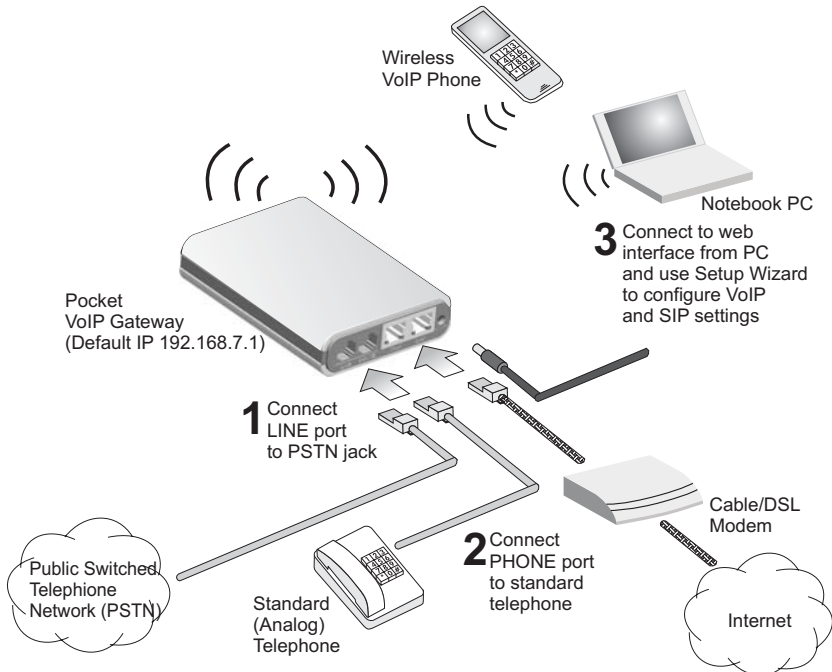 Wireless
VoIP Phone
Notebook PC
3 Connect to web
interface from PC
and use Setup Wizard
to configure VoIP
and SIP settings
Pocket
VoIP Gateway
(Default IP 192.168.7.1)
1 Connect
LINE port
to PSTN jack
Cable/DSL
Modem
2 Connect
PHONE port
to standard
telephone
Public Switched
Telephione
Network (PSTN)
Standard
(Analog)
Telephone
Internet